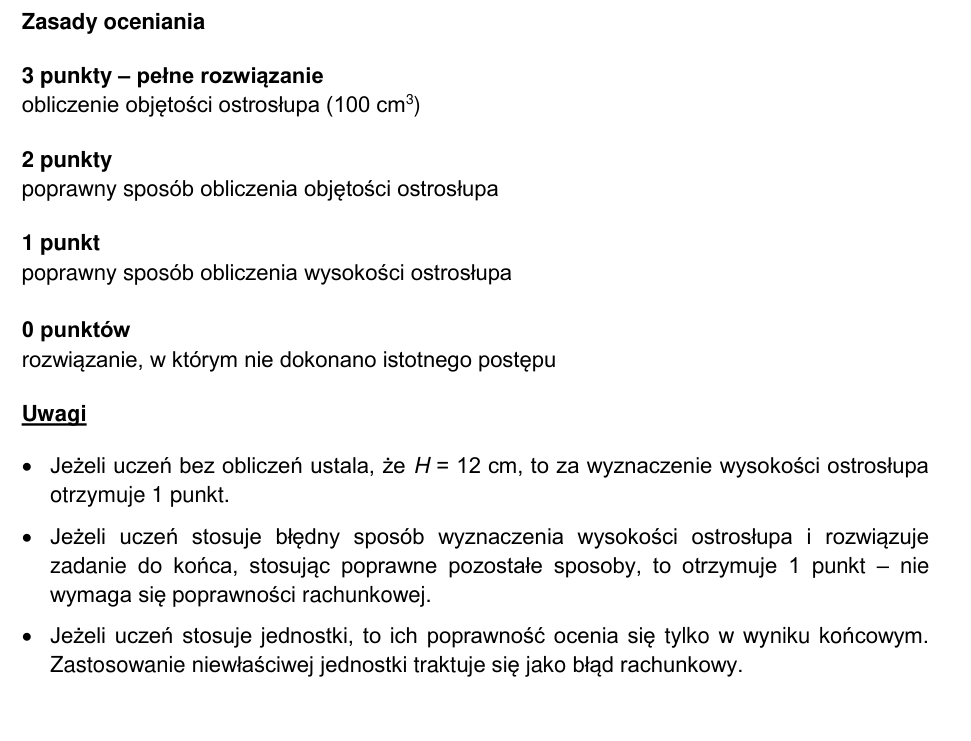 Zasady oceniania
3 punkty – pełne rozwiązanie
obliczenie objętości ostrosłupa (100 cm³)
2 punkty
poprawny sposób obliczenia objętości ostrosłupa
1 punkt
poprawny sposób obliczenia wysokości ostrosłupa
0 punktów
rozwiązanie, w którym nie dokonano istotnego postępu
Uwagi
• Jeżeli uczeń bez obliczeń ustala, że H = 12 cm, to za wyznaczenie wysokości ostrosłupa
otrzymuje 1 punkt.
• Jeżeli uczeń stosuje błędny sposób wyznaczenia wysokości ostrosłupa i rozwiązuje
zadanie do końca, stosując poprawne pozostałe sposoby, to otrzymuje 1 punkt – nie
wymaga się poprawności rachunkowej.
• Jeżeli uczeń stosuje jednostki, to ich poprawność ocenia się tylko w wyniku końcowym.
Zastosowanie niewłaściwej jednostki traktuje się jako błąd rachunkowy.